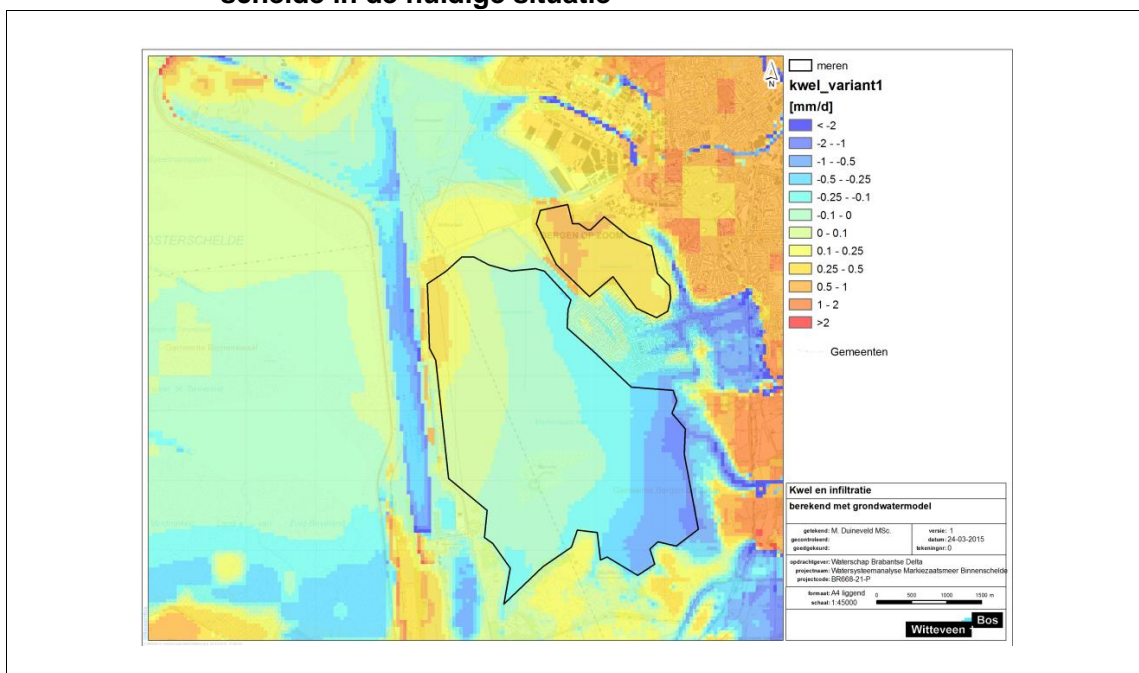 schelde in de huidige situatie
N
meren
kwel_variant1
[mm/d]
< -2
-2 - -1
-1 - -0.5
-0.5 - -0.25
-0.25 - -0.1
-0.1 - 0
0 - 0.1
0.1 - 0.25
0.25 - 0.5
0.5 - 1
1 - 2
>2
Gemeenten
OSTERSCHELDE
BERGEN OP ZOOM
Kwel en infiltratie
berekend met grondwatermodel
getekend: M. Duineveld MSc.
versie: 1
gecontroleerd:
datum: 24-03-2015
goedgekeurd:
tekeningnr: 0
opdrachtgever: Waterschap Brabantse Delta
projectnaam: Watersysteemanalyse Markiezaatsmeer Binnenschelde
projectcode: BR668-21-P
formaat: A4 liggend
0 500 1000 1500 m
schaal: 1:45000
Witteveen + Bos